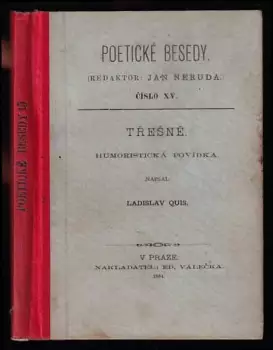 POETICKÉ BESEDY
POETICKÉ BESEDY.
(REDAKTOR: JAN NERUDA.)
ČÍSLO XV.
TŘEŠNĚ.
HUMORISTICKÁ POVÍDKA.
NAPSAL
LADISLAV QUIS.
V PRAZE.
NAKLADATEL: ED. VALEČKA.
1884.